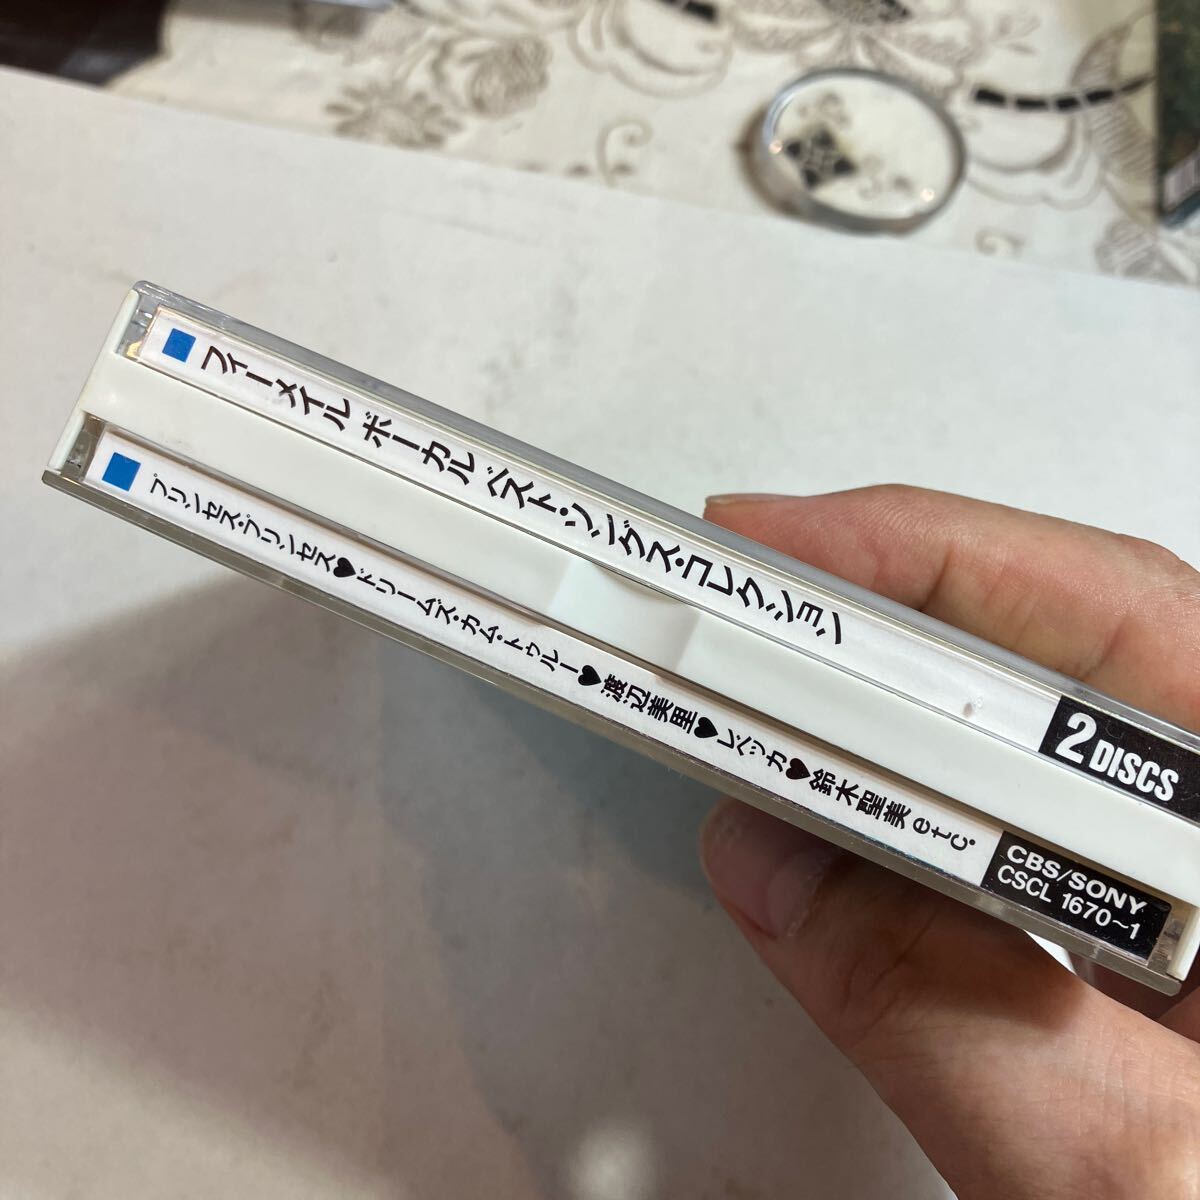 フィーメイル ボーカル ベスト・ソングス・コレクション
2 DISCS
プリンセス・プリンセス♥ドリームズ・カム・トゥルー♥渡辺美里♥レベッカ♥鈴木聖美 etc.
CBS/SONY
CSCL 1670~1